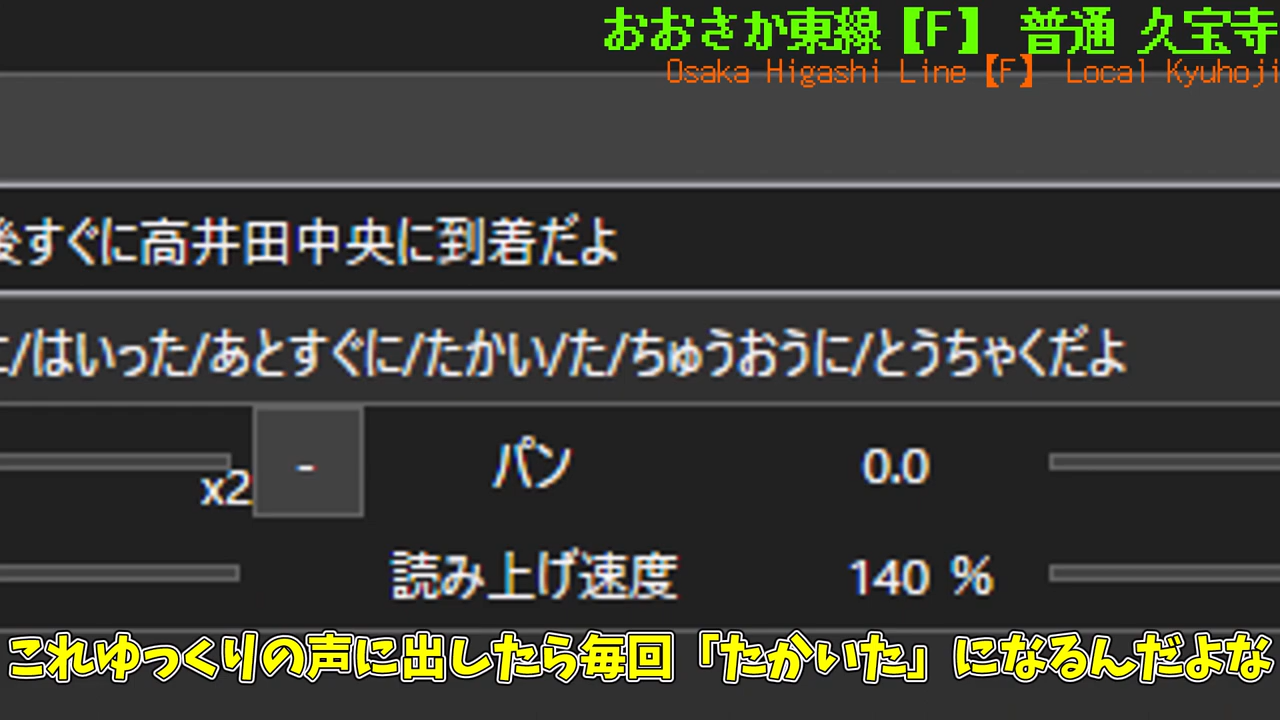 おおさか東線【F】 普通 久宝寺
Osaka Higashi Line【F】 Local Kyuhoji
後すぐに高井田中央に到着だよ
に/はいった/あとすぐに/たかい/た/ちゅうおうに/とうちゃくだよ
x2 - パン 0.0
読み上げ速度 140 %
これゆっくりの声に出したら毎回「たかいた」になるんだよな